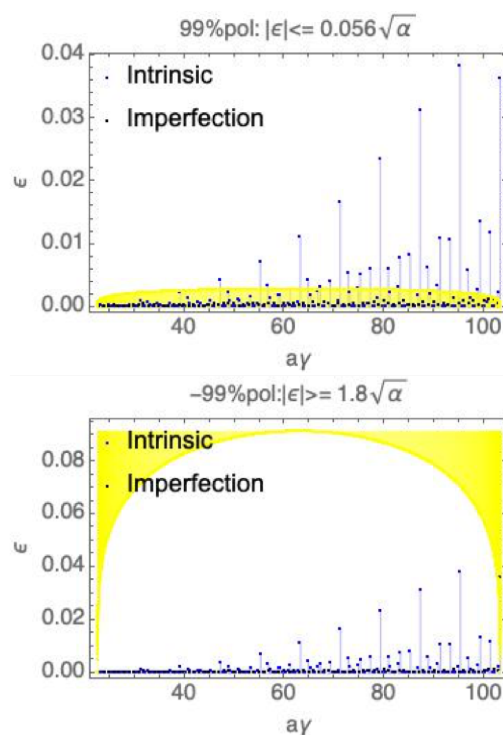 99%pol: |ϵ|<= 0.056√α
0.04
Intrinsic
0.03
Imperfection
ϵ
0.02
0.01
0.00
40 60 80 100
aγ
-99%pol:|ϵ|>= 1.8√α
Intrinsic
0.08
Imperfection
0.06
ϵ
0.04
0.02
0.00
40 60 80 100
aγ